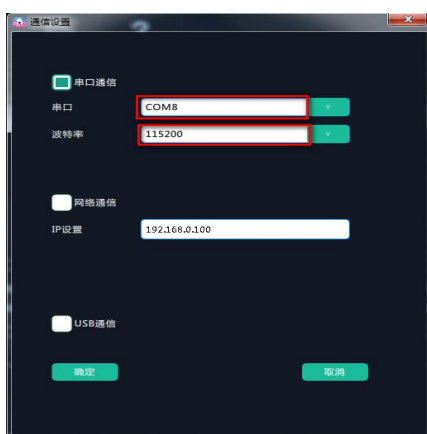 通信设置
串口通信
串口 COM8
波特率 115200
网络通信
IP设置 192.168.0.100
USB通信
确定 取消